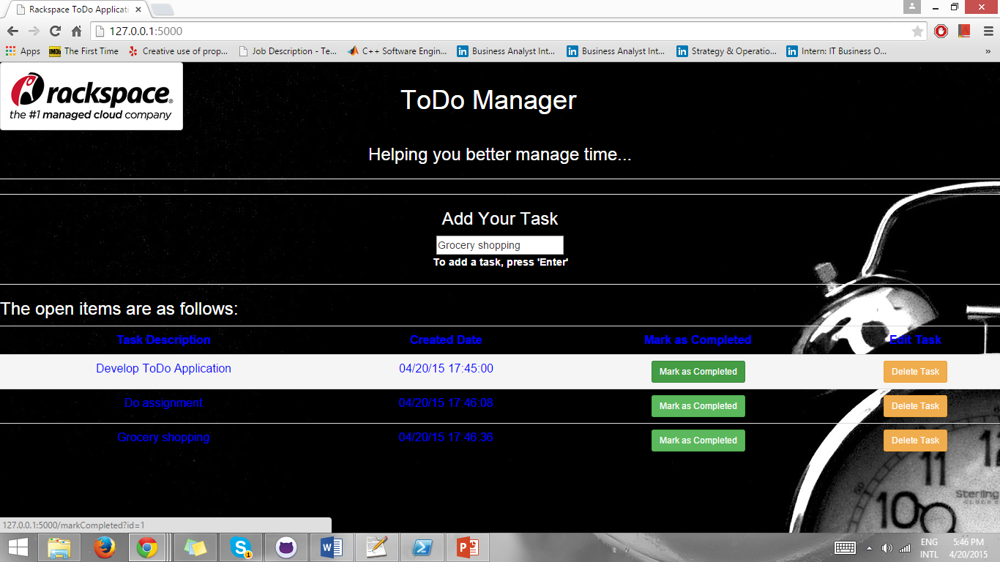 Rackspace ToDo Applicati
127.0.0.1:5000
Apps
The First Time
Creative use of prop...
Job Description - Te...
C++ Software Engin...
Business Analyst Int...
Business Analyst Int...
Strategy & Operatio...
Intern: IT Business O...
»
rackspace®
the #1 managed cloud company
ToDo Manager
Helping you better manage time...
Add Your Task
Grocery shopping
To add a task, press 'Enter'
The open items are as follows:
Task Description Created Date Mark as Completed Edit Task
Develop ToDo Application 04/20/15 17:45:00 Mark as Completed Delete Task
Do assignment 04/20/15 17:46:08 Mark as Completed Delete Task
Grocery shopping 04/20/15 17:46:36 Mark as Completed Delete Task
12
11
10
Sterling
127.0.0.1:5000/markCompleted?id=1
ENG
INTL
5:46 PM
4/20/2015